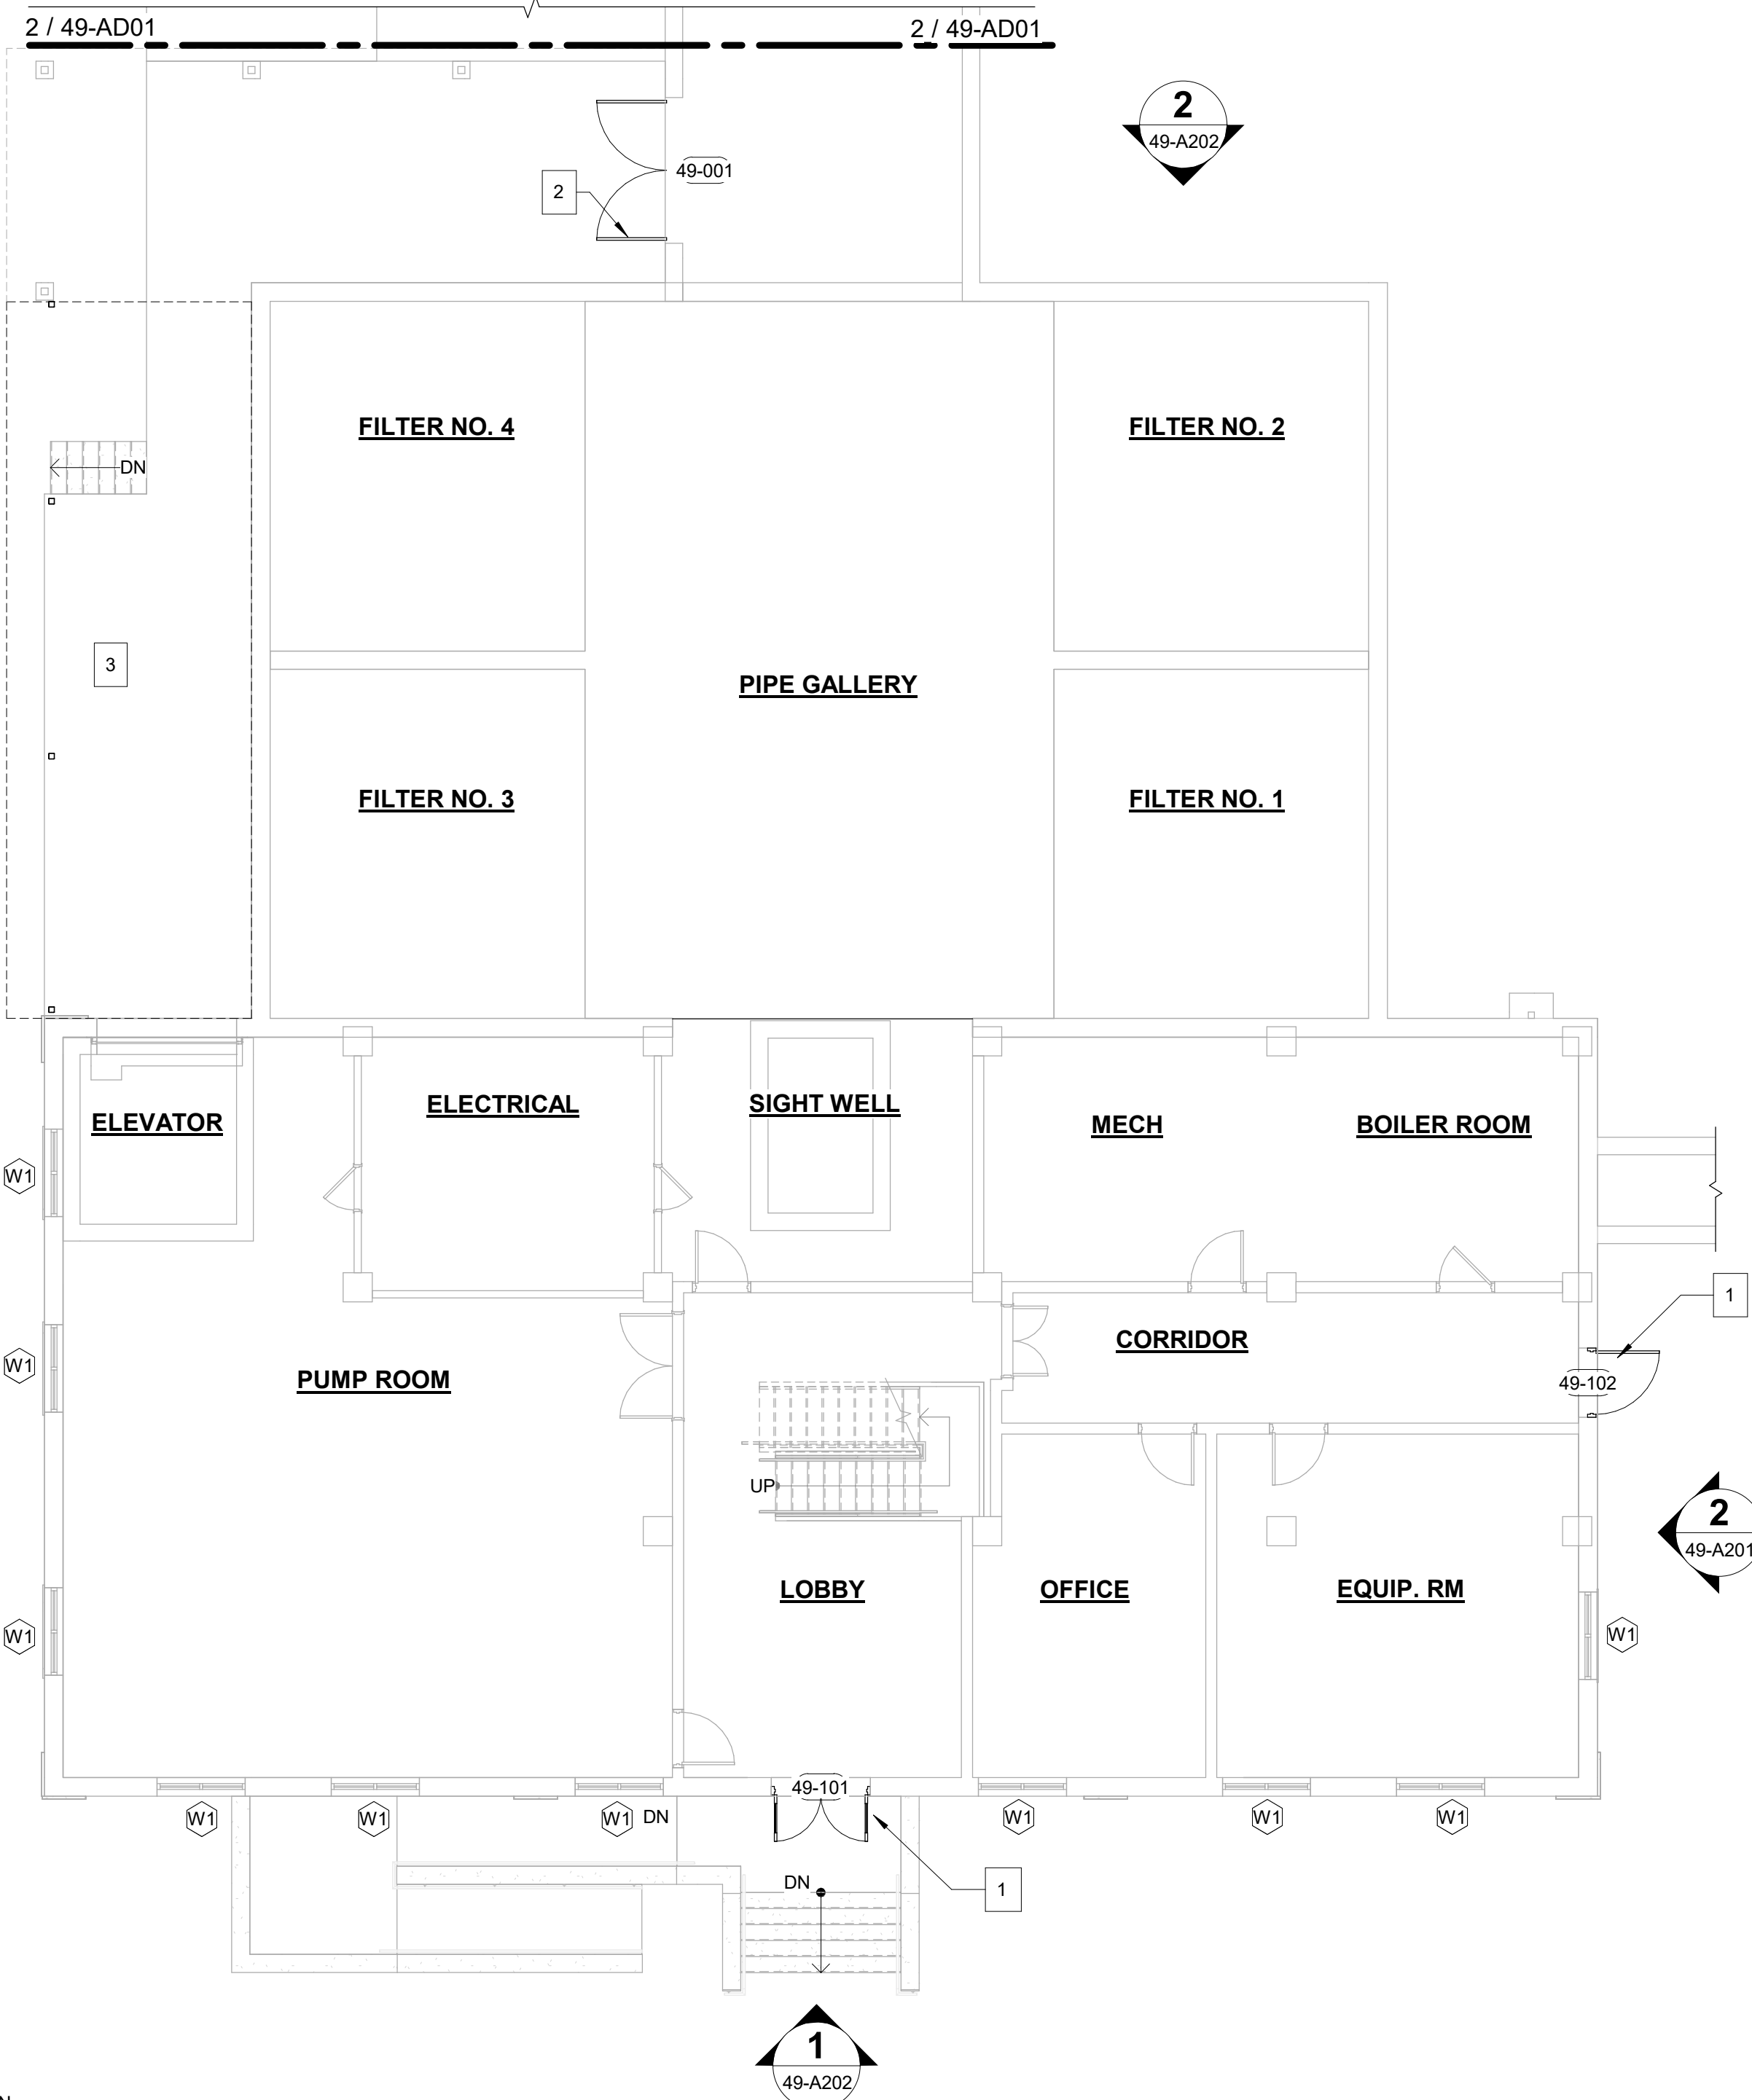 2 / 49-AD01
2 / 49-AD01
2
49-A202
49-001
2
FILTER NO. 4
FILTER NO. 2
DN
3
PIPE GALLERY
FILTER NO. 3
FILTER NO. 1
ELEVATOR
ELECTRICAL
SIGHT WELL
MECH
BOILER ROOM
W1
1
W1
PUMP ROOM
CORRIDOR
49-102
UP
2
49-A201
LOBBY
OFFICE
EQUIP. RM
W1
W1
49-101
W1
W1
W1
DN
W1
W1
W1
DN
1
1
49-A202